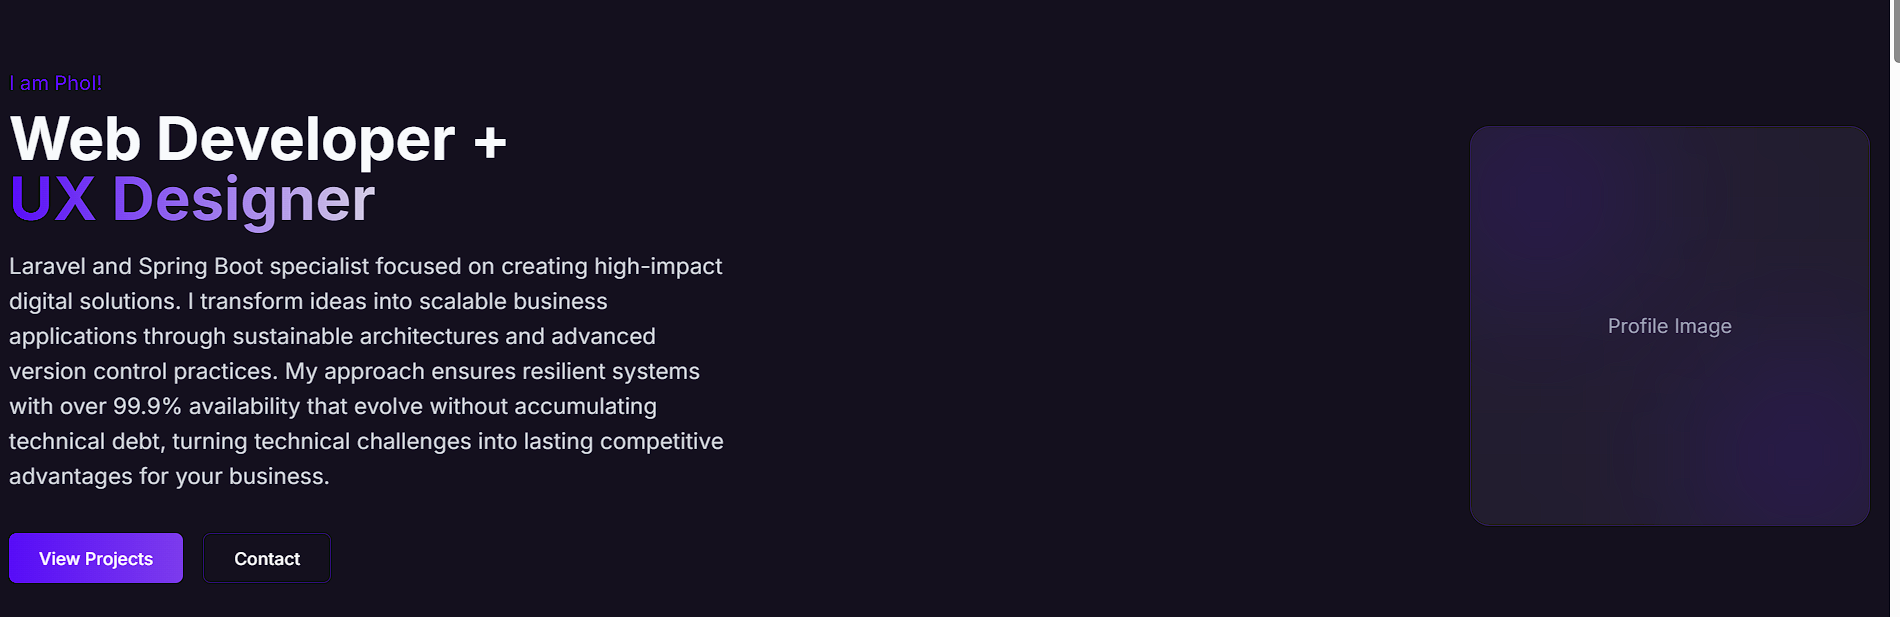 I am Phol!
Web Developer +
UX Designer
Laravel and Spring Boot specialist focused on creating high-impact
digital solutions. I transform ideas into scalable business
applications through sustainable architectures and advanced
version control practices. My approach ensures resilient systems
with over 99.9% availability that evolve without accumulating
technical debt, turning technical challenges into lasting competitive
advantages for your business.
View Projects
Contact
Profile Image